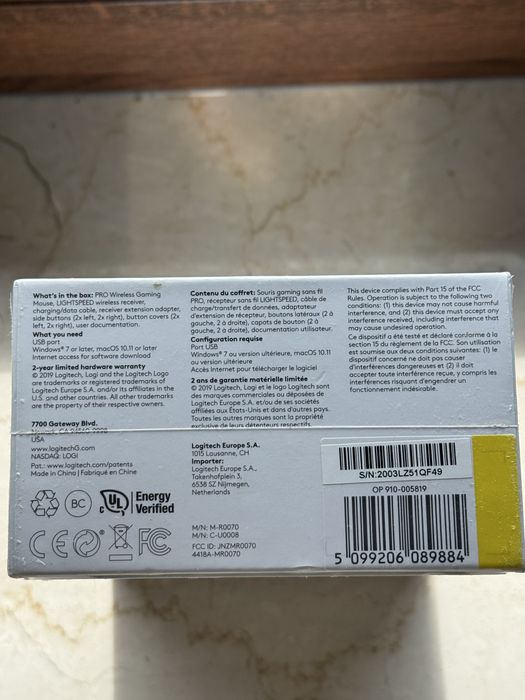 What's in the box: PRO Wireless Gaming
Mouse, LIGHTSPEED wireless receiver,
charging/data cable, receiver extension adapter,
side buttons (2x left, 2x right), button covers (2x
left, 2x right), user documentation.
What you need
USB port
Windows® 7 or later, macOS 10.11 or later
Internet access for software download
2-year limited hardware warranty
© 2019 Logitech, Logi and the Logitech Logo
are trademarks or registered trademarks of
Logitech Europe S.A. and/or its affiliates in the
U.S. and other countries. All other trademarks
are the property of their respective owners.
7700 Gateway Blvd.
USA
www.logitechG.com
NASDAQ: LOGI
Pat.: www.logitech.com/patents
Made in China | Fabriqué en Chine
BC
c UL
Energy
Verified
CE
FC
Contenu du coffret: Souris gaming sans fil
PRO, récepteur sans fil LIGHTSPEED, câble de
charge/transfert de données, adaptateur
d'extension de récepteur, boutons latéraux (2 à
gauche, 2 à droite), capots de bouton (2 à
gauche, 2 à droite), documentation utilisateur.
Configuration requise
Port USB
Windows® 7 ou version ultérieure, macOS 10.11
ou version ultérieure
Accès Internet pour télécharger le logiciel
2 ans de garantie matérielle limitée
© 2019 Logitech, Logi et le logo Logitech sont
des marques commerciales ou déposées de
Logitech Europe S.A. et/ou de ses sociétés
affiliées aux États-Unis et dans d'autres pays.
Toutes les autres marques sont la propriété
exclusive de leurs détenteurs respectifs.
Logitech Europe S.A.
1015 Lausanne, CH
Importer:
Logitech Europe S.A.,
Takenhofplein 3,
6538 SZ Nijmegen,
Netherlands
M/N: M-R0070
M/N: C-U0008
FCC ID: JNZMR0070
4418A-MR0070
This device complies with Part 15 of the FCC
Rules. Operation is subject to the following two
conditions: (1) this device may not cause harmful
interference, and (2) this device must accept any
interference received, including interference that
may cause undesired operation.
Ce dispositif a été testé et déclaré conforme à la
section 15 du règlement de la FCC. Son utilisation
est soumise aux deux conditions suivantes: (1) le
dispositif concerné ne doit pas causer
d'interférences dangereuses et (2) il doit
accepter toute interférence reçue, y compris les
interférences risquant d'engendrer un
fonctionnement indésirable.
S/N:2003LZ51QF49
OP 910-005819
5 099206 089884